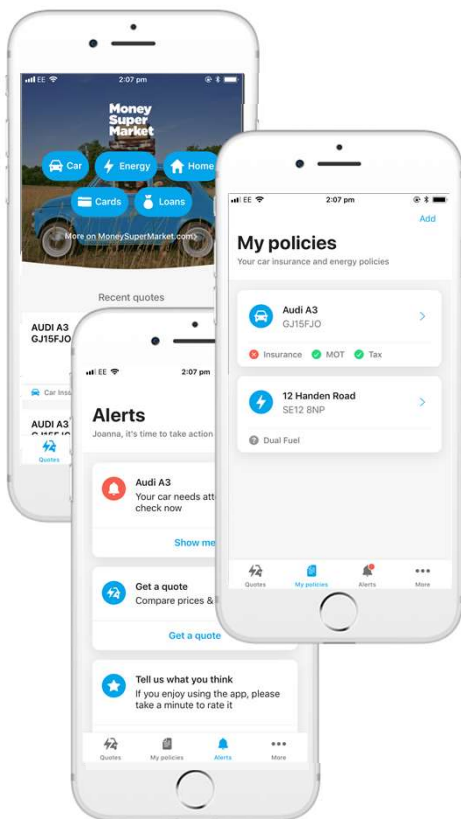 EE 2:07 pm
Money
Super
Market
Car Energy Home
Cards Loans
More on MoneySuperMarket.com
Recent quotes
AUDI A3
GJ15FJO
Car Insu
AUDI A3
Quotes
EE 2:07 pm
Add
My policies
Your car insurance and energy policies
Audi A3
GJ15FJO
Insurance MOT Tax
12 Handen Road
SE12 8NP
Dual Fuel
Quotes My policies Alerts More
EE 2:07 pm
Alerts
Joanna, it's time to take action
Audi A3
Your car needs att
check now
Show me
Get a quote
Compare prices &
Get a quote
Tell us what you think
If you enjoy using the app, please
take a minute to rate it
Quotes My policies Alerts More